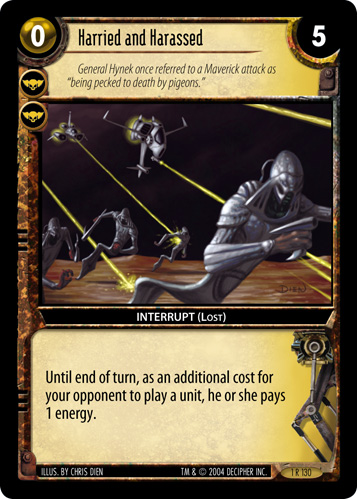 0 Harried and Harassed 5
General Hynek once referred to a Maverick attack as
"being pecked to death by pigeons."
DIEN
INTERRUPT (LOST)
Until end of turn, as an additional cost for
your opponent to play a unit, he or she pays
1 energy.
ILLUS. BY CHRIS DIEN TM & © 2004 DECIPHER INC. 1 R 130